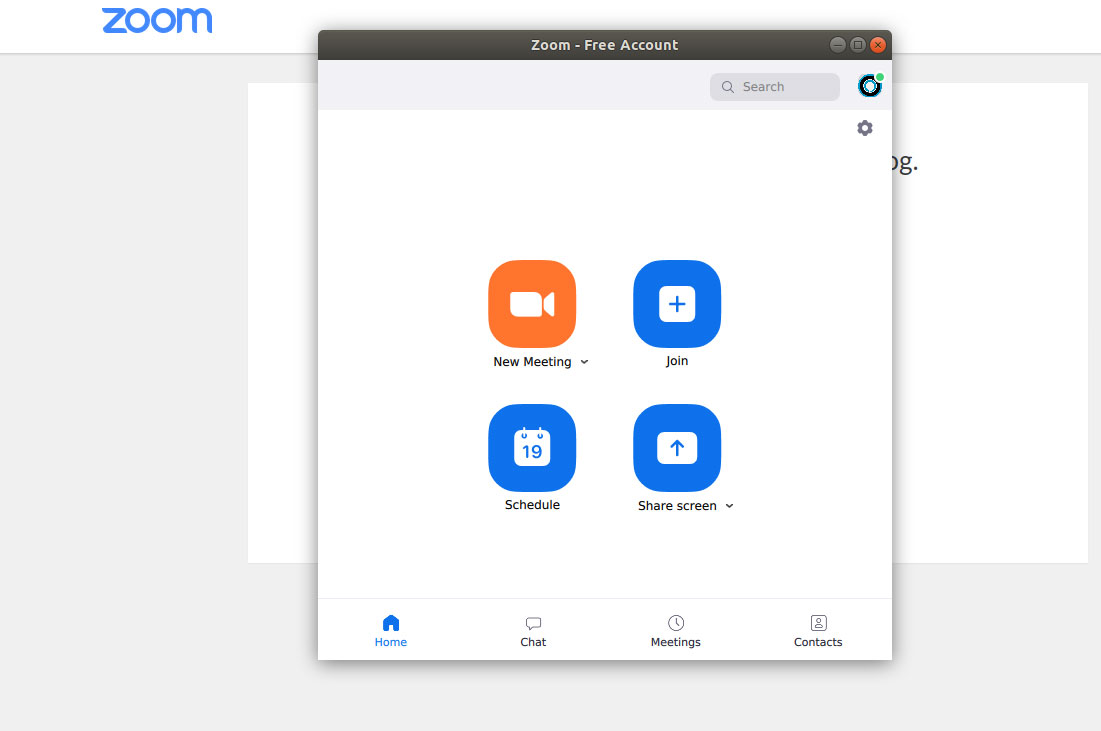 zoom
Zoom - Free Account
Search
og.
New Meeting
Join
19
Schedule
Share screen
Home
Chat
Meetings
Contacts